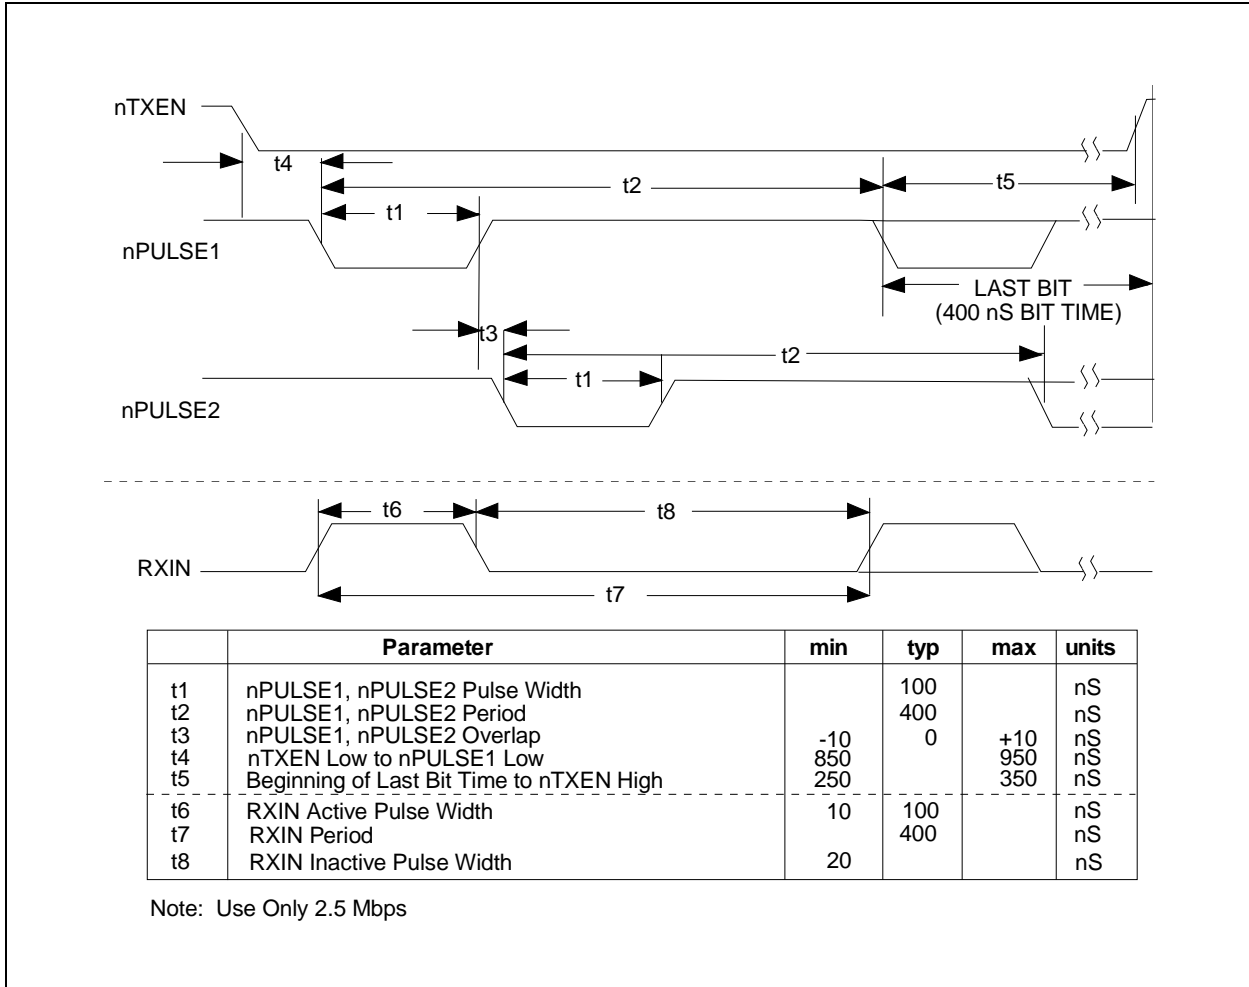 nTXEN
t4
t2
t5
t1
nPULSE1
LAST BIT
(400 nS BIT TIME)
t3
t2
t1
nPULSE2
t6
t8
RXIN
t7
Parameter min typ max units
t1 nPULSE1, nPULSE2 Pulse Width 100 nS
t2 nPULSE1, nPULSE2 Period 400 nS
t3 nPULSE1, nPULSE2 Overlap -10 0 +10 nS
t4 nTXEN Low to nPULSE1 Low 850 950 nS
t5 Beginning of Last Bit Time to nTXEN High 250 350 nS
t6 RXIN Active Pulse Width 10 100 nS
t7 RXIN Period 400 nS
t8 RXIN Inactive Pulse Width 20 nS
Note: Use Only 2.5 Mbps